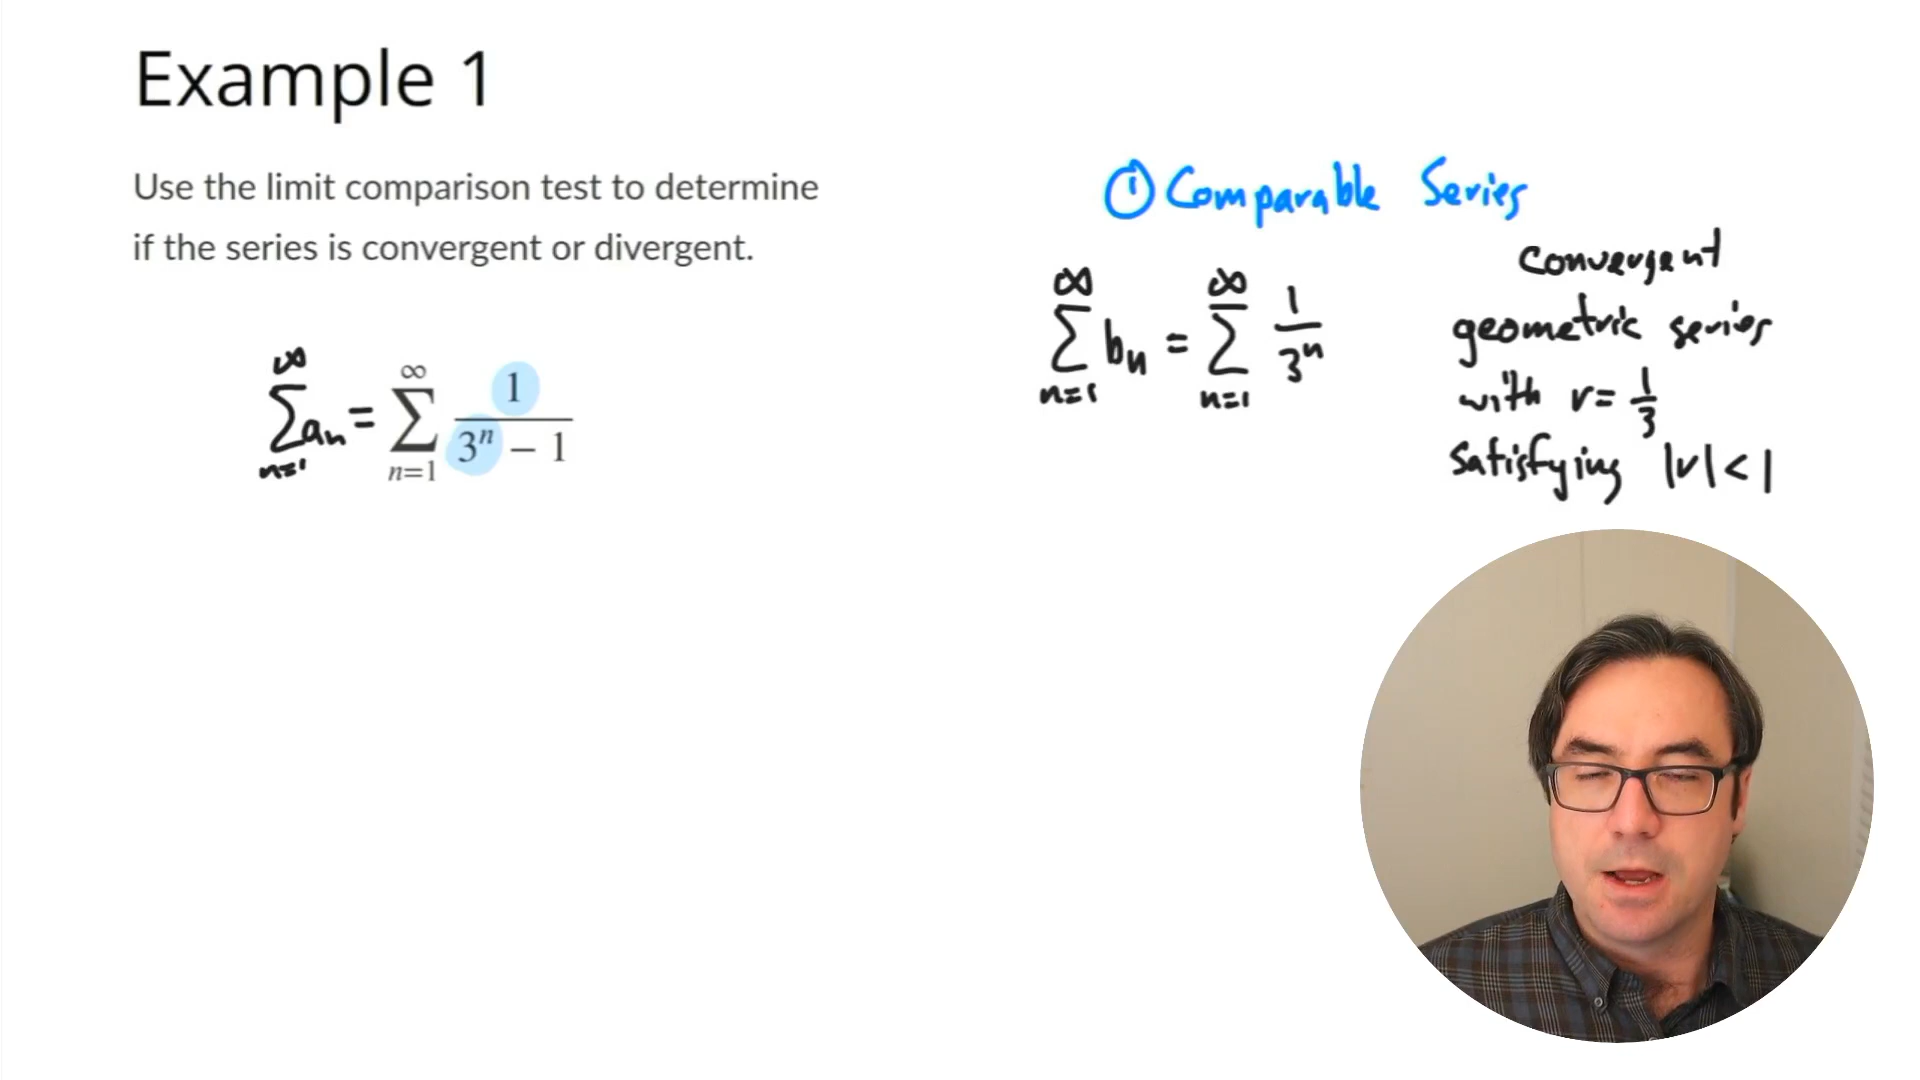 Example 1
Use the limit comparison test to determine
if the series is convergent or divergent.
∞
∑aₙ =
n=1
∞
∑ 1/(3ⁿ − 1)
n=1
① Comparable Series
∞
∑ bₙ =
n=1
∞
∑ 1/3ⁿ
n=1
convergent
geometric series
with r = 1/3
satisfying |r| < 1